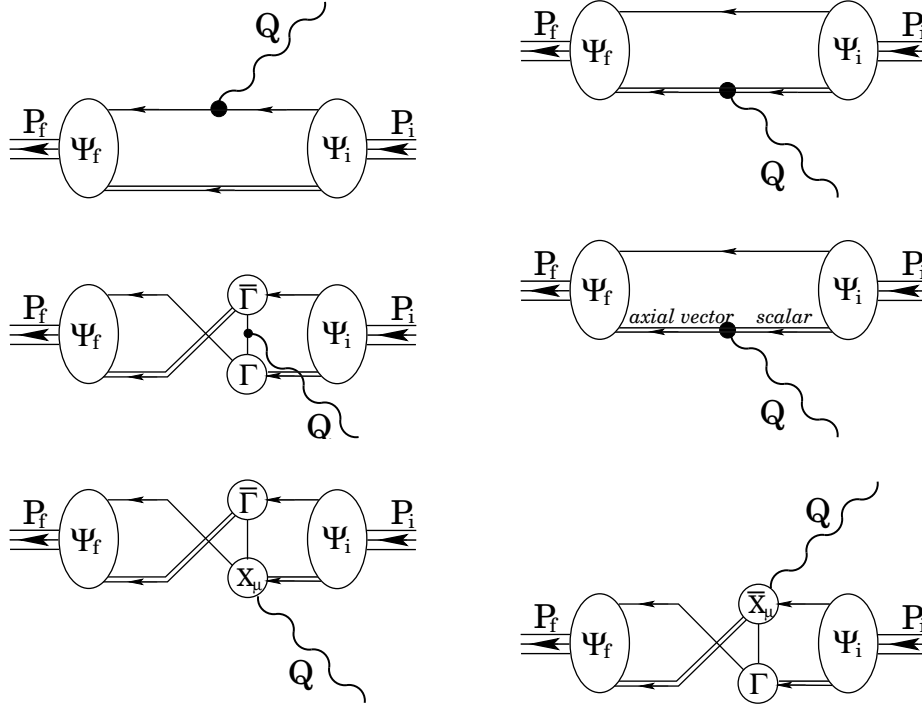 Q
P_f Ψ_f Ψ_i P_i
P_f Ψ_f Ψ_i P_i
Q
P_f Ψ_f Γ̅ Γ Ψ_i P_i
Q
P_f Ψ_f axial vector scalar Ψ_i P_i
Q
P_f Ψ_f Γ̅ X_μ Ψ_i P_i
Q
Q
P_f Ψ_f X̅_μ Γ Ψ_i P_i